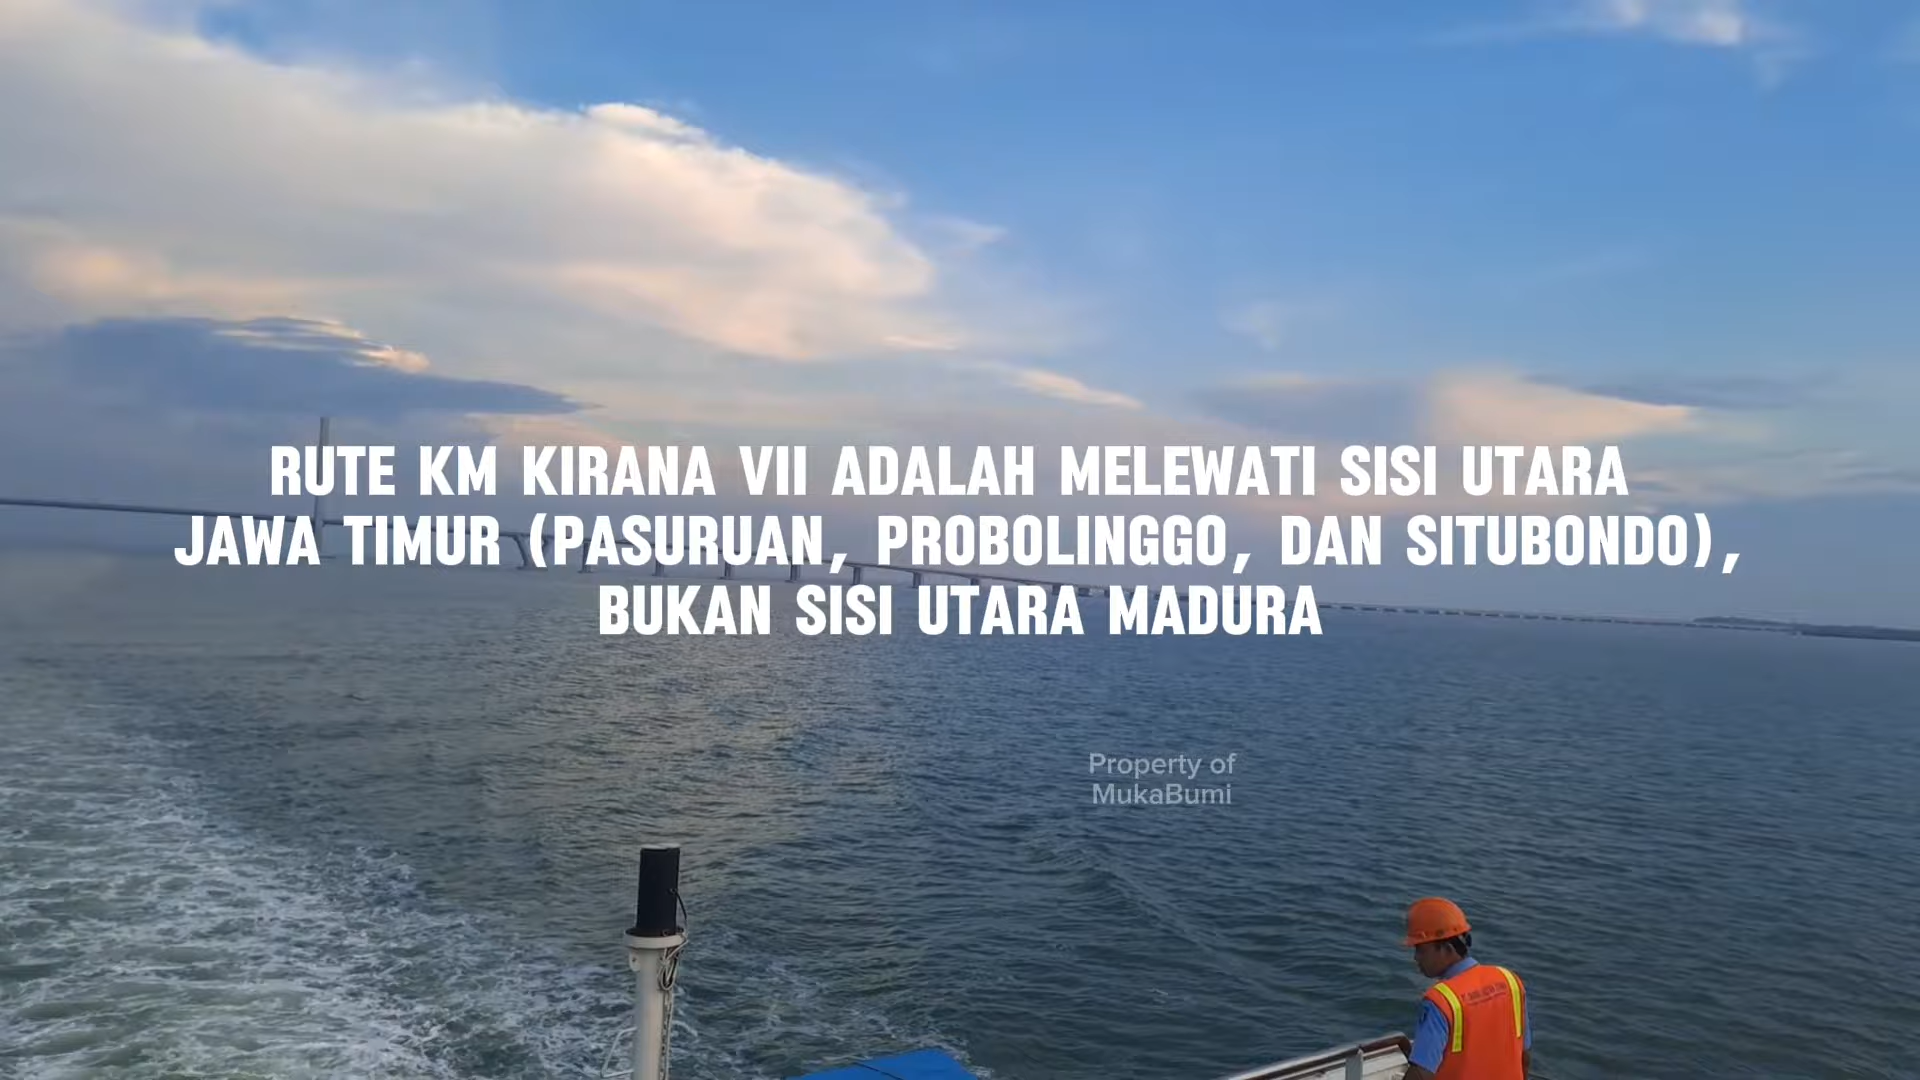 RUTE KM KIRANA VII ADALAH MELEWATI SISI UTARA
JAWA TIMUR (PASURUAN, PROBOLINGGO, DAN SITUBONDO),
BUKAN SISI UTARA MADURA
Property of
MukaBumi